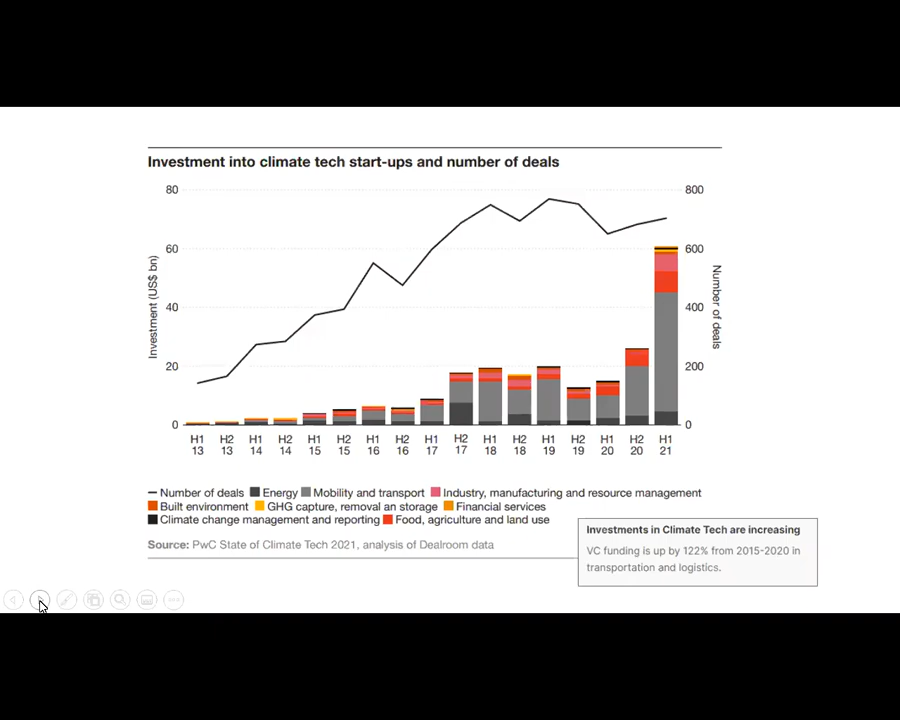 Investment into climate tech start-ups and number of deals
80 800
60 600
40 400
20 200
0 0
Investment (US$ bn)
Number of deals
H1 H2 H1 H2 H1 H2 H1 H2 H1 H2 H1 H2 H1 H2 H1 H2 H1
13 13 14 14 15 15 16 16 17 17 18 18 19 19 20 20 21
Number of deals Energy Mobility and transport Industry, manufacturing and resource management
Built environment GHG capture, removal an storage Financial services
Climate change management and reporting Food, agriculture and land use
Source: PwC State of Climate Tech 2021, analysis of Dealroom data
Investments in Climate Tech are increasing
VC funding is up by 122% from 2015-2020 in
transportation and logistics.